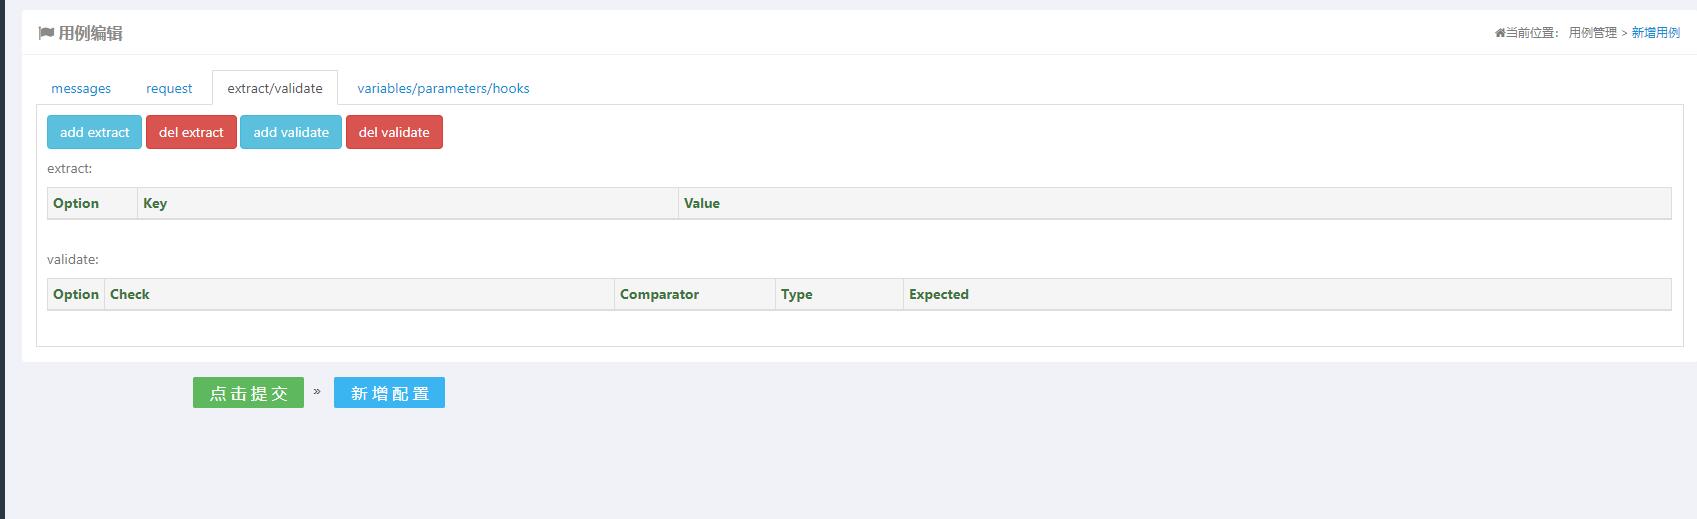 用例编辑
当前位置: 用例管理 > 新增用例
messages request extract/validate variables/parameters/hooks
add extract del extract add validate del validate
extract:
Option Key Value
validate:
Option Check Comparator Type Expected
点击提交 » 新增配置